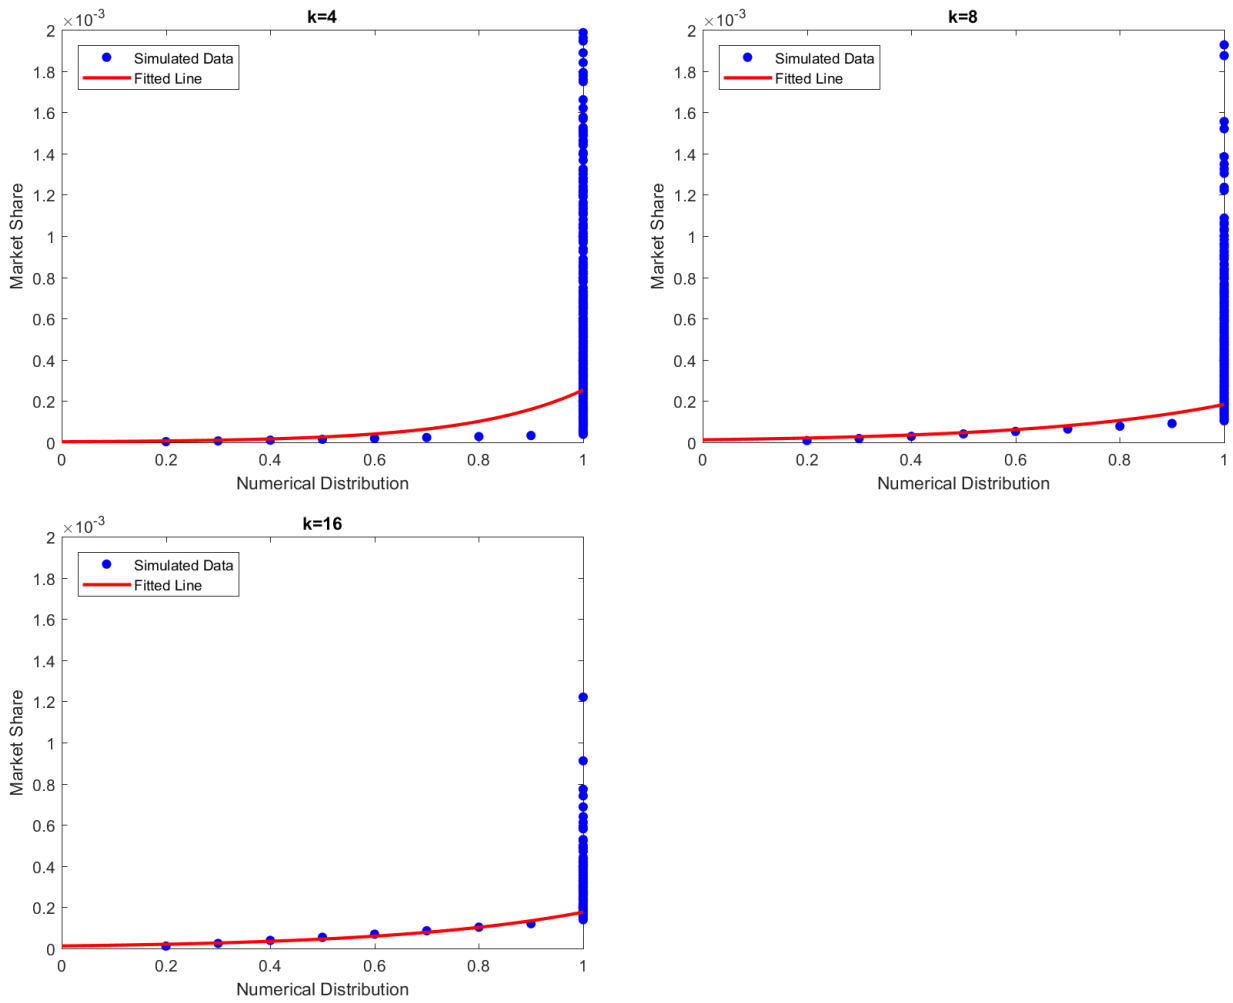 ×10-3
k=4
2
1.8
1.6
1.4
1.2
1
0.8
0.6
0.4
0.2
0
Market Share
Simulated Data
Fitted Line
0 0.2 0.4 0.6 0.8 1
Numerical Distribution
×10-3
k=8
2
1.8
1.6
1.4
1.2
1
0.8
0.6
0.4
0.2
0
Market Share
Simulated Data
Fitted Line
0 0.2 0.4 0.6 0.8 1
Numerical Distribution
×10-3
k=16
2
1.8
1.6
1.4
1.2
1
0.8
0.6
0.4
0.2
0
Market Share
Simulated Data
Fitted Line
0 0.2 0.4 0.6 0.8 1
Numerical Distribution